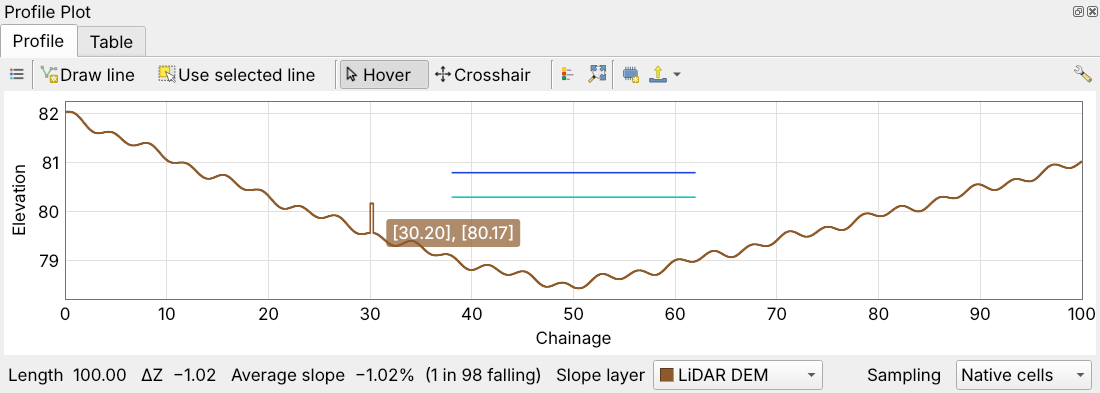 Profile Plot
Profile Table
Draw line Use selected line Hover Crosshair
82
81
80
79
Elevation
[30.20], [80.17]
0 10 20 30 40 50 60 70 80 90 100
Chainage
Length 100.00 ΔZ −1.02 Average slope −1.02% (1 in 98 falling) Slope layer LiDAR DEM Sampling Native cells